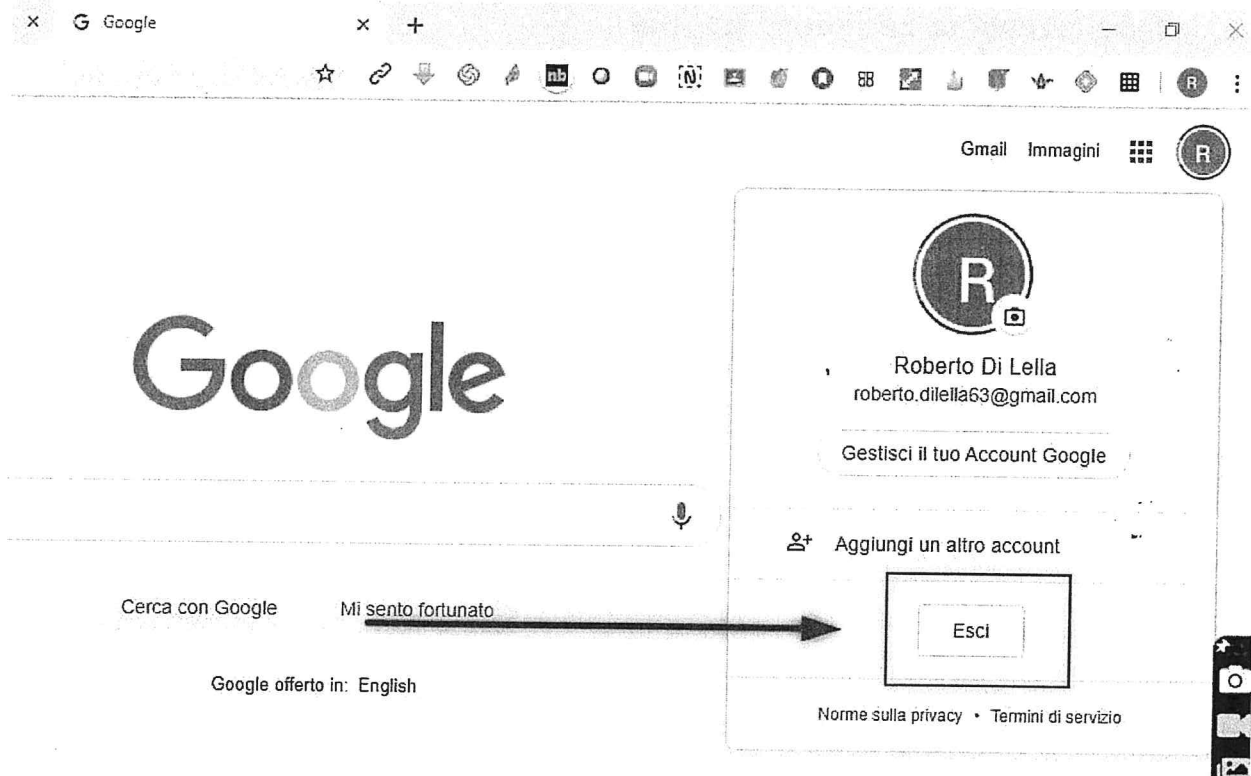 Google
nb
N
R
Gmail Immagini
R
R
Google
Roberto Di Lella
roberto.dilella63@gmail.com
Gestisci il tuo Account Google
Aggiungi un altro account
Cerca con Google Mi sento fortunato
Esci
Google offerto in: English
Norme sulla privacy • Termini di servizio